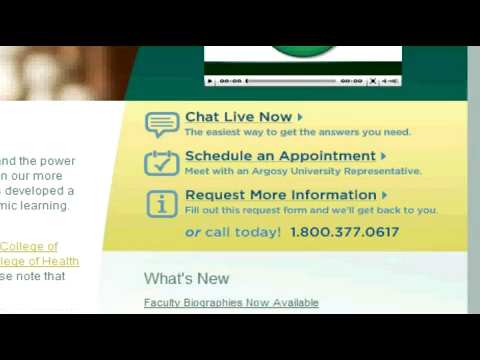 00:00 00:00
Chat Live Now
The easiest way to get the answers you need.
Schedule an Appointment
Meet with an Argosy University Representative.
Request More Information
Fill out this request form and we'll get back to you.
or call today! 1.800.377.0617
and the power
n our more
s developed a
mic learning.
College of
llege of Health
se note that
What's New
Faculty Biographies Now Available